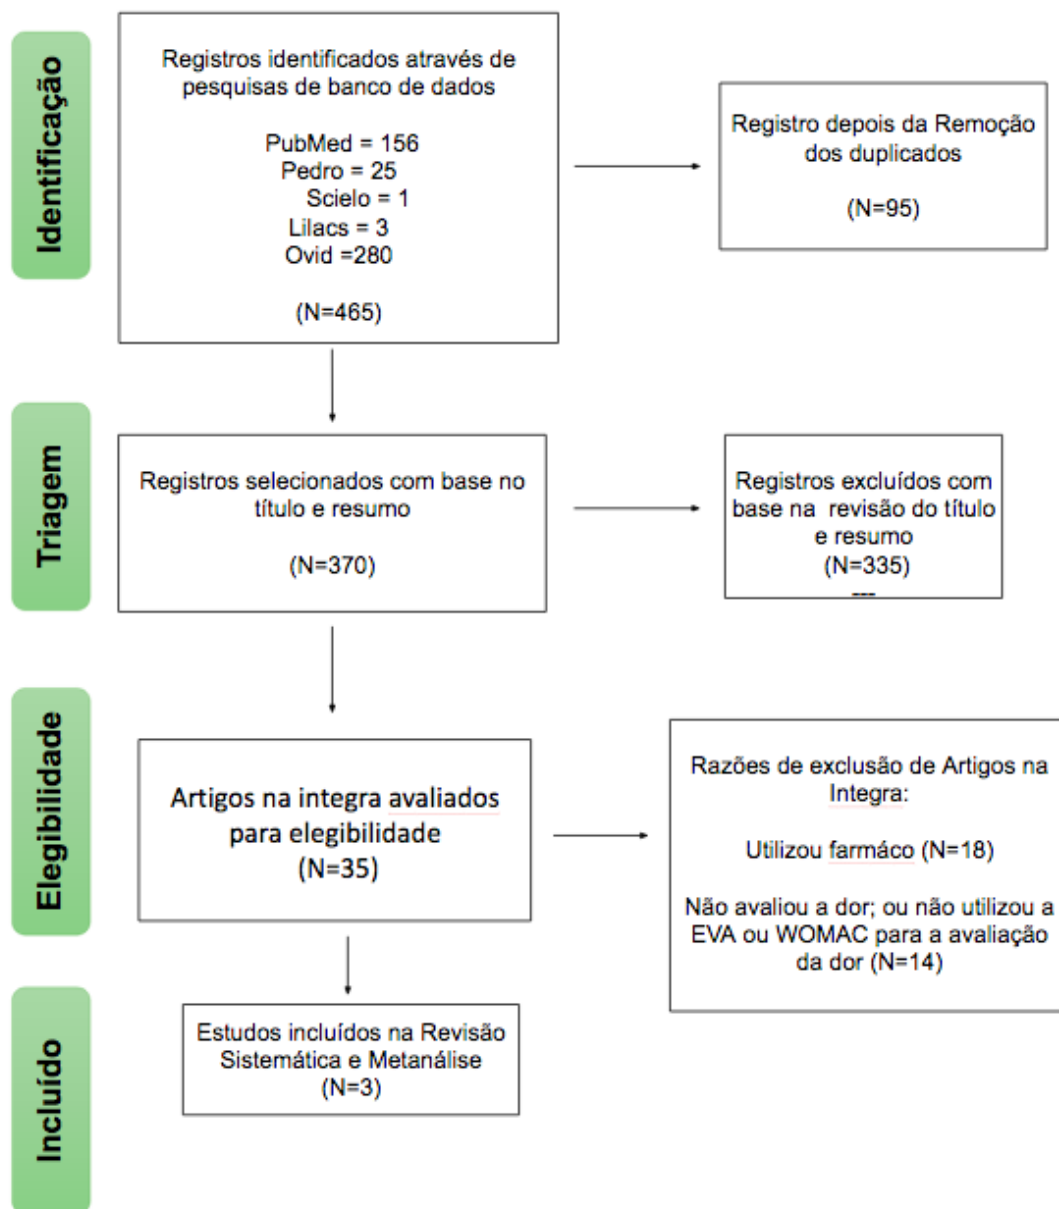 Identificação
Registros identificados através de
pesquisas de banco de dados
PubMed = 156
Pedro = 25
Scielo = 1
Lilacs = 3
Ovid =280
(N=465)
Registro depois da Remoção
dos duplicados
(N=95)
Triagem
Registros selecionados com base no
título e resumo
(N=370)
Registros excluídos com
base na revisão do título
e resumo
(N=335)
---
Elegibilidade
Artigos na integra avaliados
para elegibilidade
(N=35)
Razões de exclusão de Artigos na
Integra:
Utilizou farmáco (N=18)
Não avaliou a dor; ou não utilizou a
EVA ou WOMAC para a avaliação
da dor (N=14)
Incluído
Estudos incluídos na Revisão
Sistemática e Metanálise
(N=3)